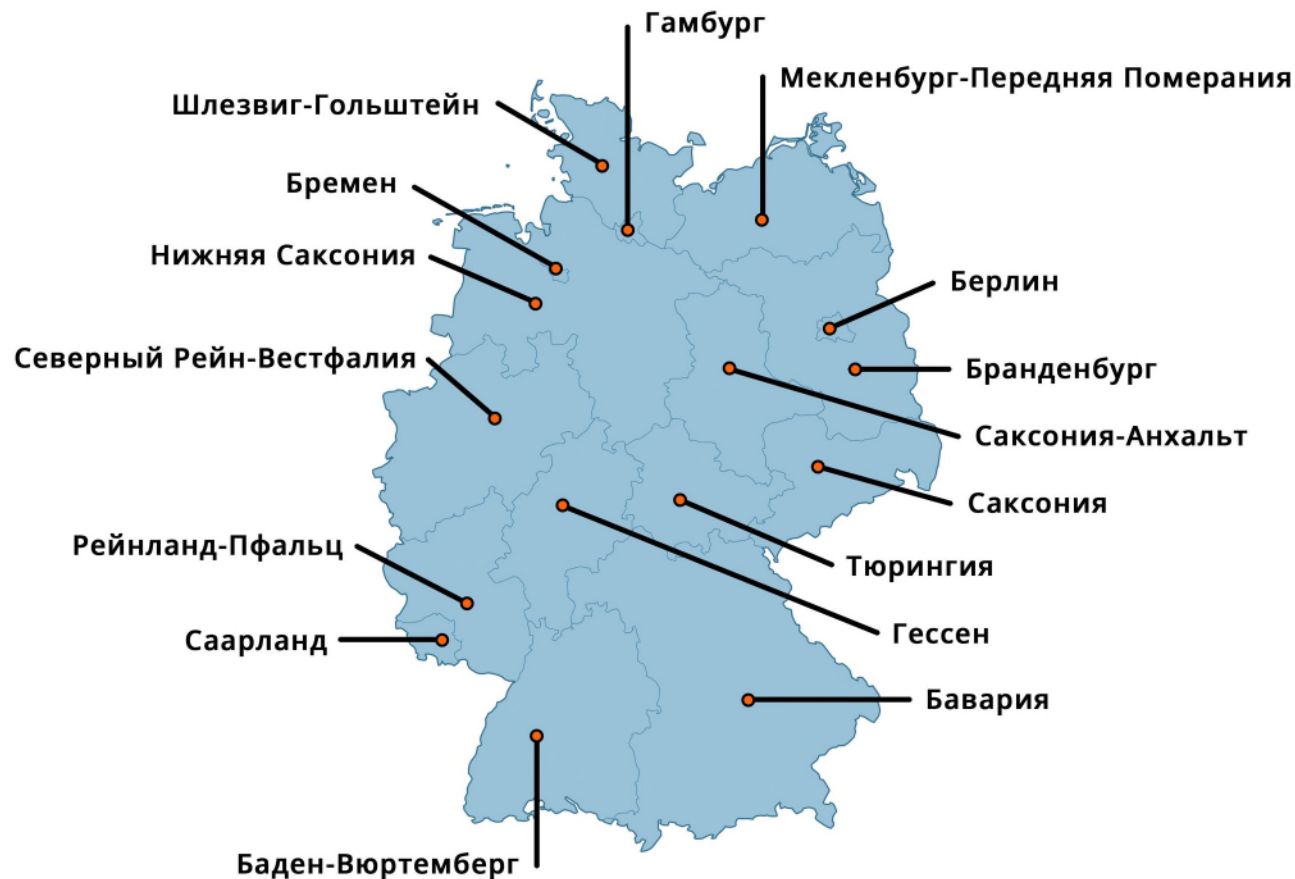 Гамбург
Мекленбург-Передняя Померания
Шлезвиг-Гольштейн
Бремен
Нижняя Саксония
Берлин
Северный Рейн-Вестфалия
Бранденбург
Саксония-Анхальт
Саксония
Рейнланд-Пфальц
Тюрингия
Гессен
Саарланд
Бавария
Баден-Вюртемберг